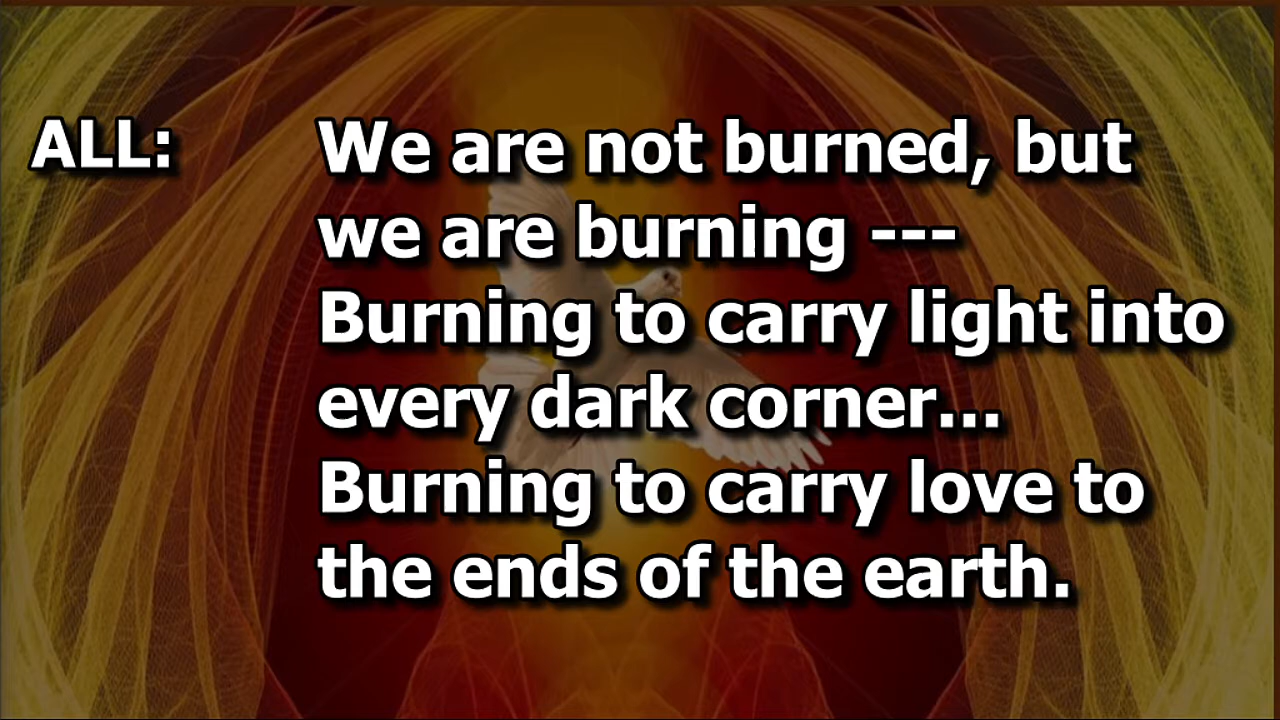 ALL: We are not burned, but
we are burning ---
Burning to carry light into
every dark corner...
Burning to carry love to
the ends of the earth.